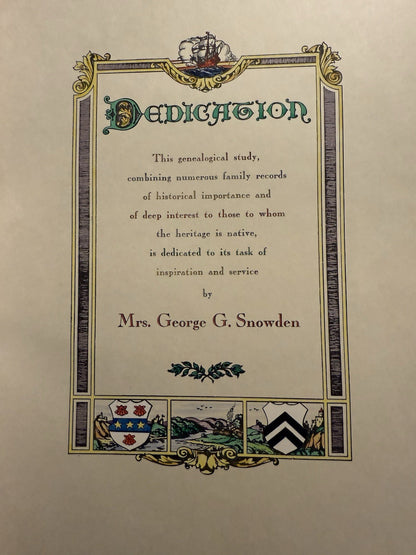 DEDICATION
This genealogical study,
combining numerous family records
of historical importance and
of deep interest to those to whom
the heritage is native,
is dedicated to its task of
inspiration and service
by
Mrs. George G. Snowden